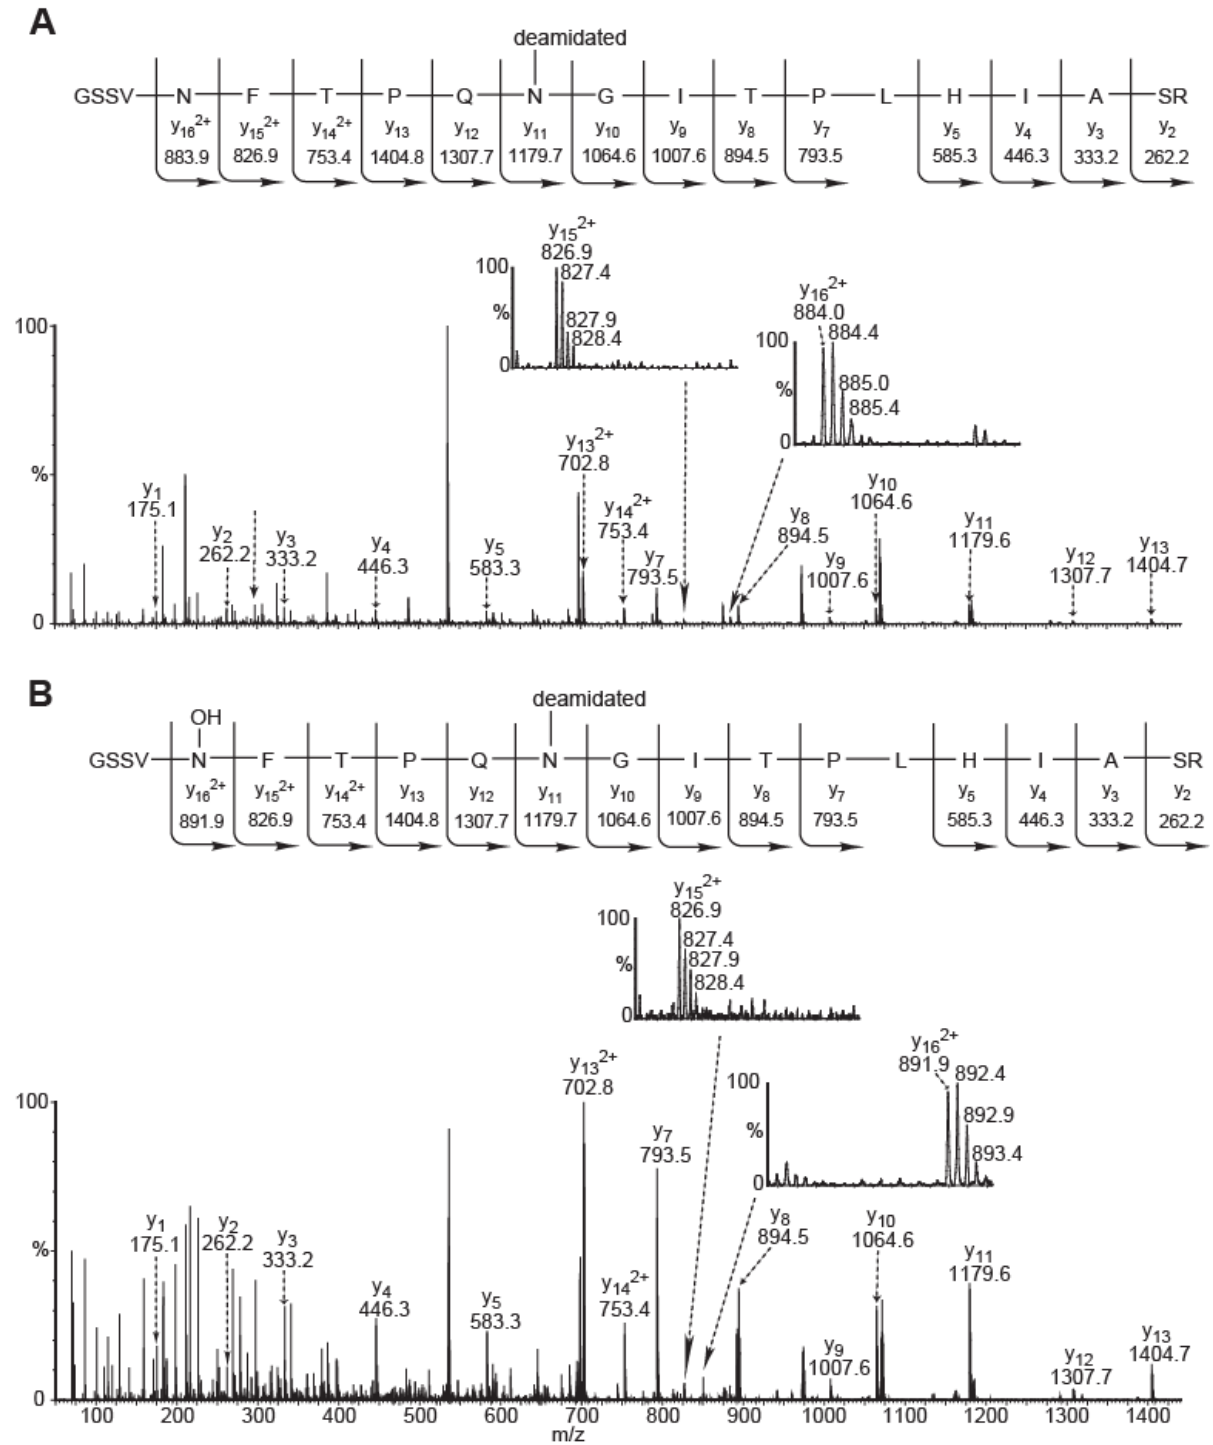 A
deamidated
GSSV N F T P Q N G I T P L H I A SR
y16 2+ y15 2+ y14 2+ y13 y12 y11 y10 y9 y8 y7 y5 y4 y3 y2
883.9 826.9 753.4 1404.8 1307.7 1179.7 1064.6 1007.6 894.5 793.5 585.3 446.3 333.2 262.2
y15 2+
826.9
100
827.4
%
827.9
828.4
0
y16 2+
884.0
100
884.4
%
885.0
885.4
0
100
%
0
y1
175.1
y2
262.2
y3
333.2
y4
446.3
y5
583.3
y13 2+
702.8
y14 2+
753.4
y7
793.5
y8
894.5
y9
1007.6
y10
1064.6
y11
1179.6
y12
1307.7
y13
1404.7
B
deamidated
OH
GSSV N F T P Q N G I T P L H I A SR
y16 2+ y15 2+ y14 2+ y13 y12 y11 y10 y9 y8 y7 y5 y4 y3 y2
891.9 826.9 753.4 1404.8 1307.7 1179.7 1064.6 1007.6 894.5 793.5 585.3 446.3 333.2 262.2
y15 2+
826.9
100
827.4
%
827.9
828.4
0
y16 2+
891.9
100
892.4
%
892.9
893.4
0
100
%
0
y1
175.1
y2
262.2
y3
333.2
y4
446.3
y5
583.3
y13 2+
702.8
y14 2+
753.4
y7
793.5
y8
894.5
y9
1007.6
y10
1064.6
y11
1179.6
y12
1307.7
y13
1404.7
100 200 300 400 500 600 700 800 900 1000 1100 1200 1300 1400
m/z